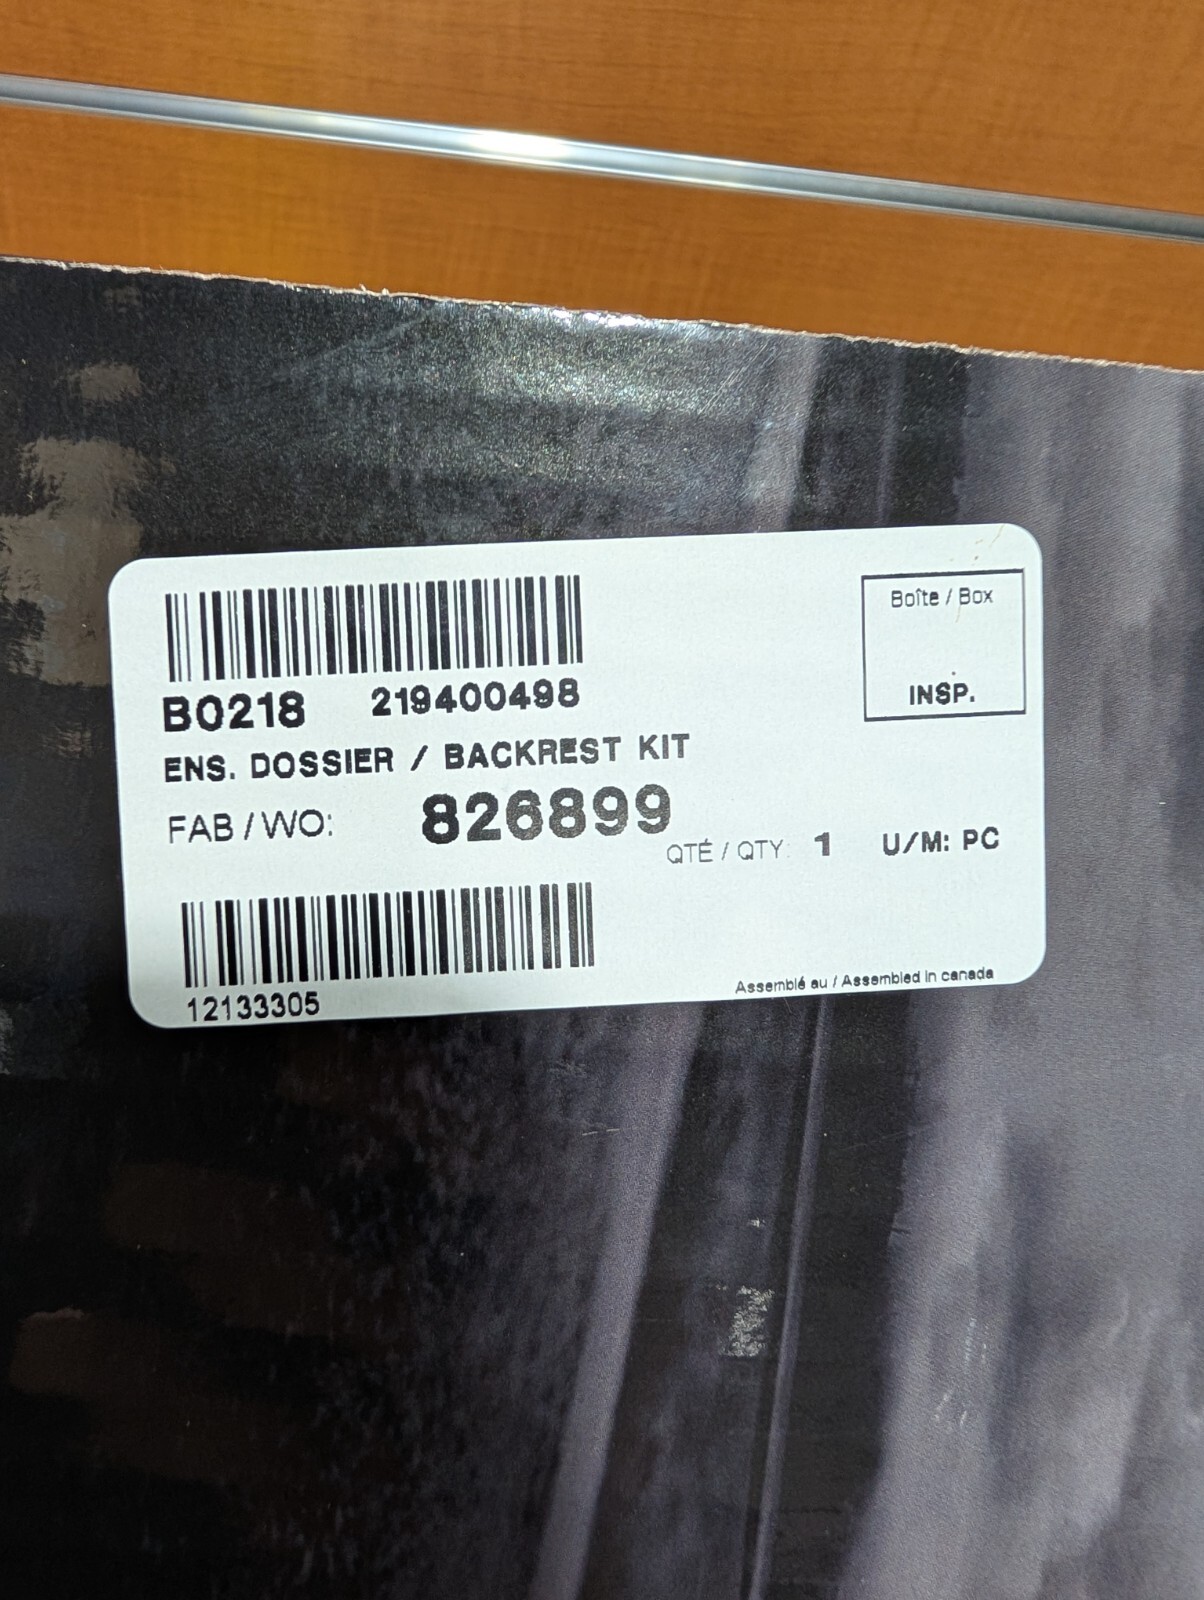 Boîte / Box
INSP.
B0218 219400498
ENS. DOSSIER / BACKREST KIT
FAB / WO: 826899
QTÉ / QTY: 1 U/M: PC
12133305
Assemblé au / Assembled in canada